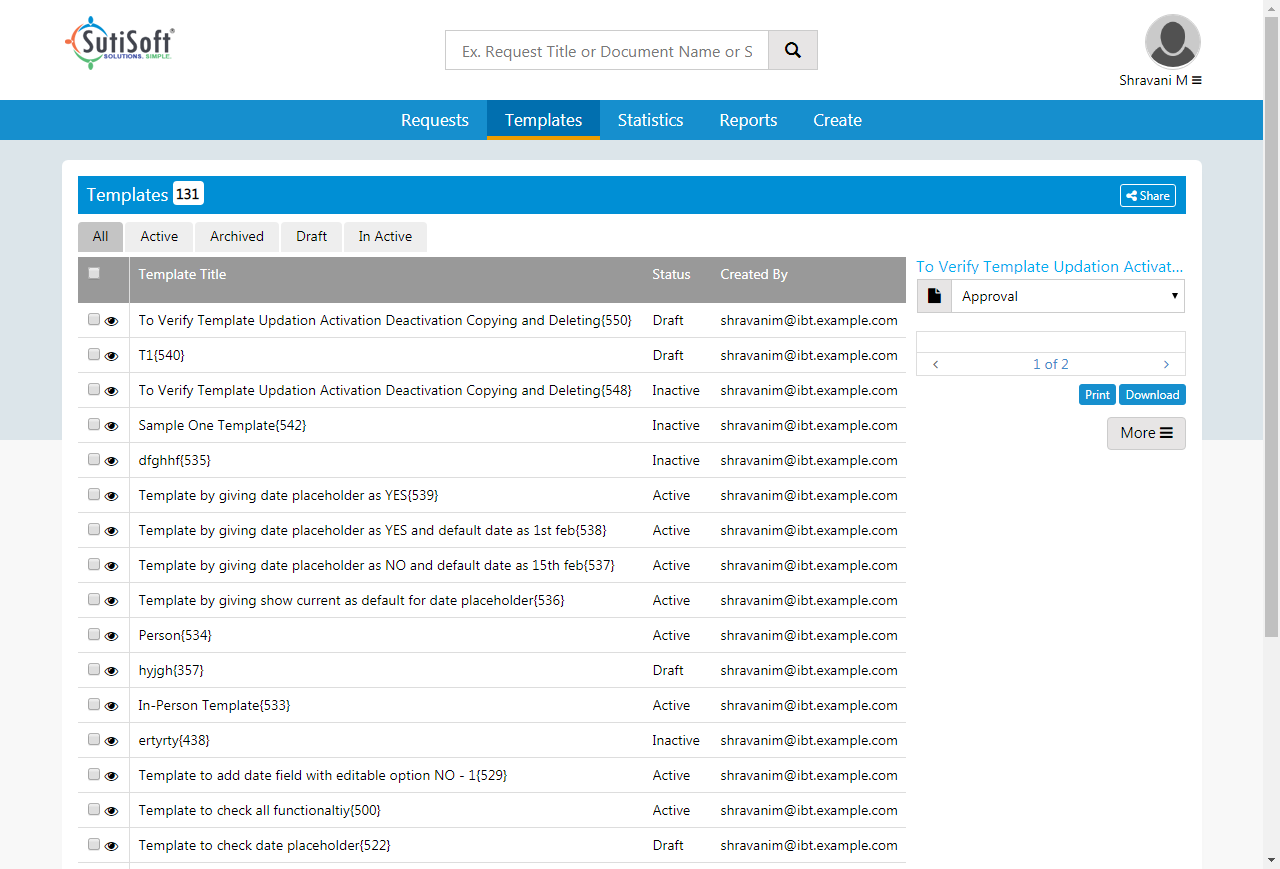 SutiSoft®
SOLUTIONS. SIMPLE.
Ex. Request Title or Document Name or S
Shravani M
Requests Templates Statistics Reports Create
Templates 131
Share
All Active Archived Draft In Active
Template Title Status Created By
To Verify Template Updation Activation Deactivation Copying and Deleting{550} Draft shravanim@ibt.example.com
T1{540} Draft shravanim@ibt.example.com
To Verify Template Updation Activation Deactivation Copying and Deleting{548} Inactive shravanim@ibt.example.com
Sample One Template{542} Inactive shravanim@ibt.example.com
dfghhf{535} Inactive shravanim@ibt.example.com
Template by giving date placeholder as YES{539} Active shravanim@ibt.example.com
Template by giving date placeholder as YES and default date as 1st feb{538} Active shravanim@ibt.example.com
Template by giving date placeholder as NO and default date as 15th feb{537} Active shravanim@ibt.example.com
Template by giving show current as default for date placeholder{536} Active shravanim@ibt.example.com
Person{534} Active shravanim@ibt.example.com
hyjgh{357} Draft shravanim@ibt.example.com
In-Person Template{533} Active shravanim@ibt.example.com
ertyrty{438} Inactive shravanim@ibt.example.com
Template to add date field with editable option NO - 1{529} Active shravanim@ibt.example.com
Template to check all functionaltiy{500} Active shravanim@ibt.example.com
Template to check date placeholder{522} Draft shravanim@ibt.example.com
To Verify Template Updation Activat...
Approval
1 of 2
Print Download
More